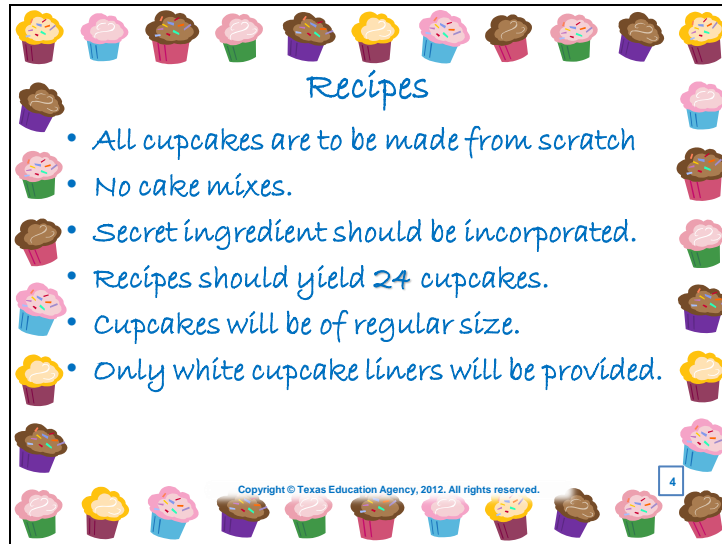 Recipes
• All cupcakes are to be made from scratch
• No cake mixes.
• Secret ingredient should be incorporated.
• Recipes should yield 24 cupcakes.
• Cupcakes will be of regular size.
• Only white cupcake liners will be provided.
4
Copyright © Texas Education Agency, 2012. All rights reserved.